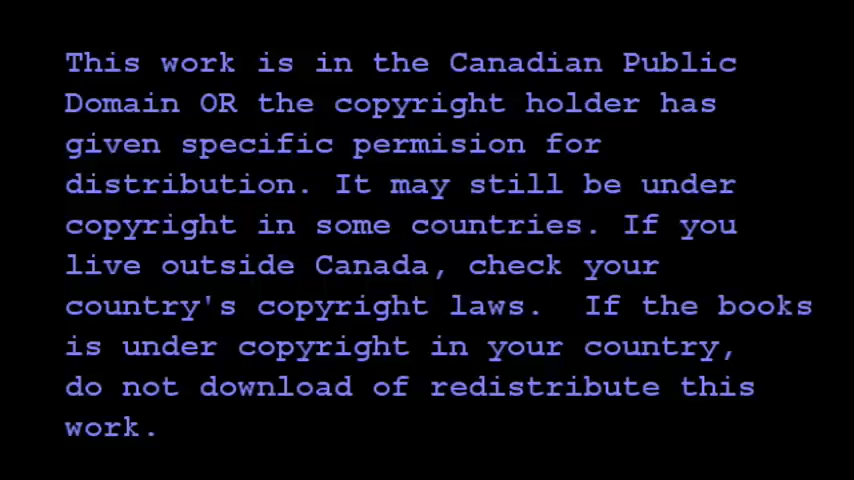 This work is in the Canadian Public
Domain OR the copyright holder has
given specific permision for
distribution. It may still be under
copyright in some countries. If you
live outside Canada, check your
country's copyright laws.  If the books
is under copyright in your country,
do not download of redistribute this
work.